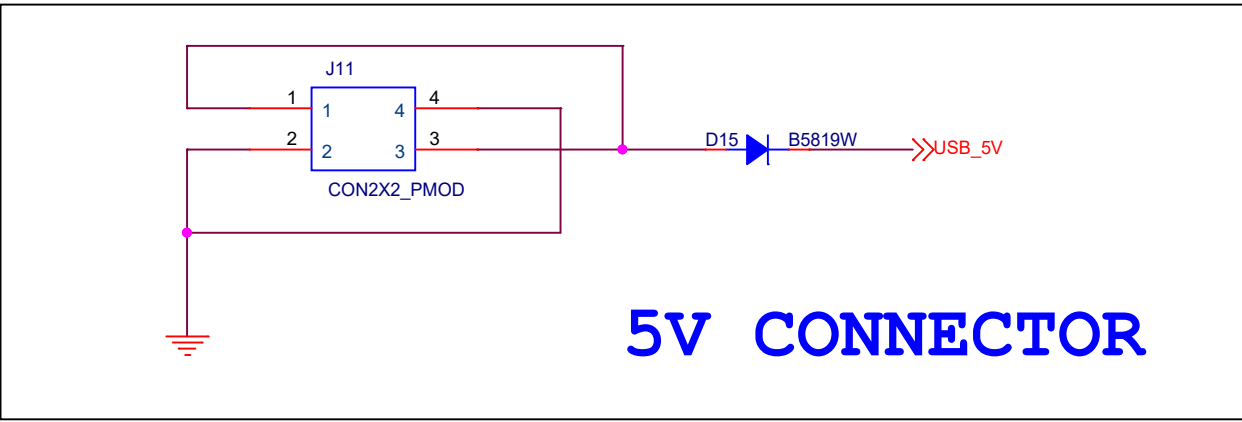 J11
1 1 4 4
2 2 3 3
CON2X2_PMOD
D15 B5819W USB_5V
5V CONNECTOR